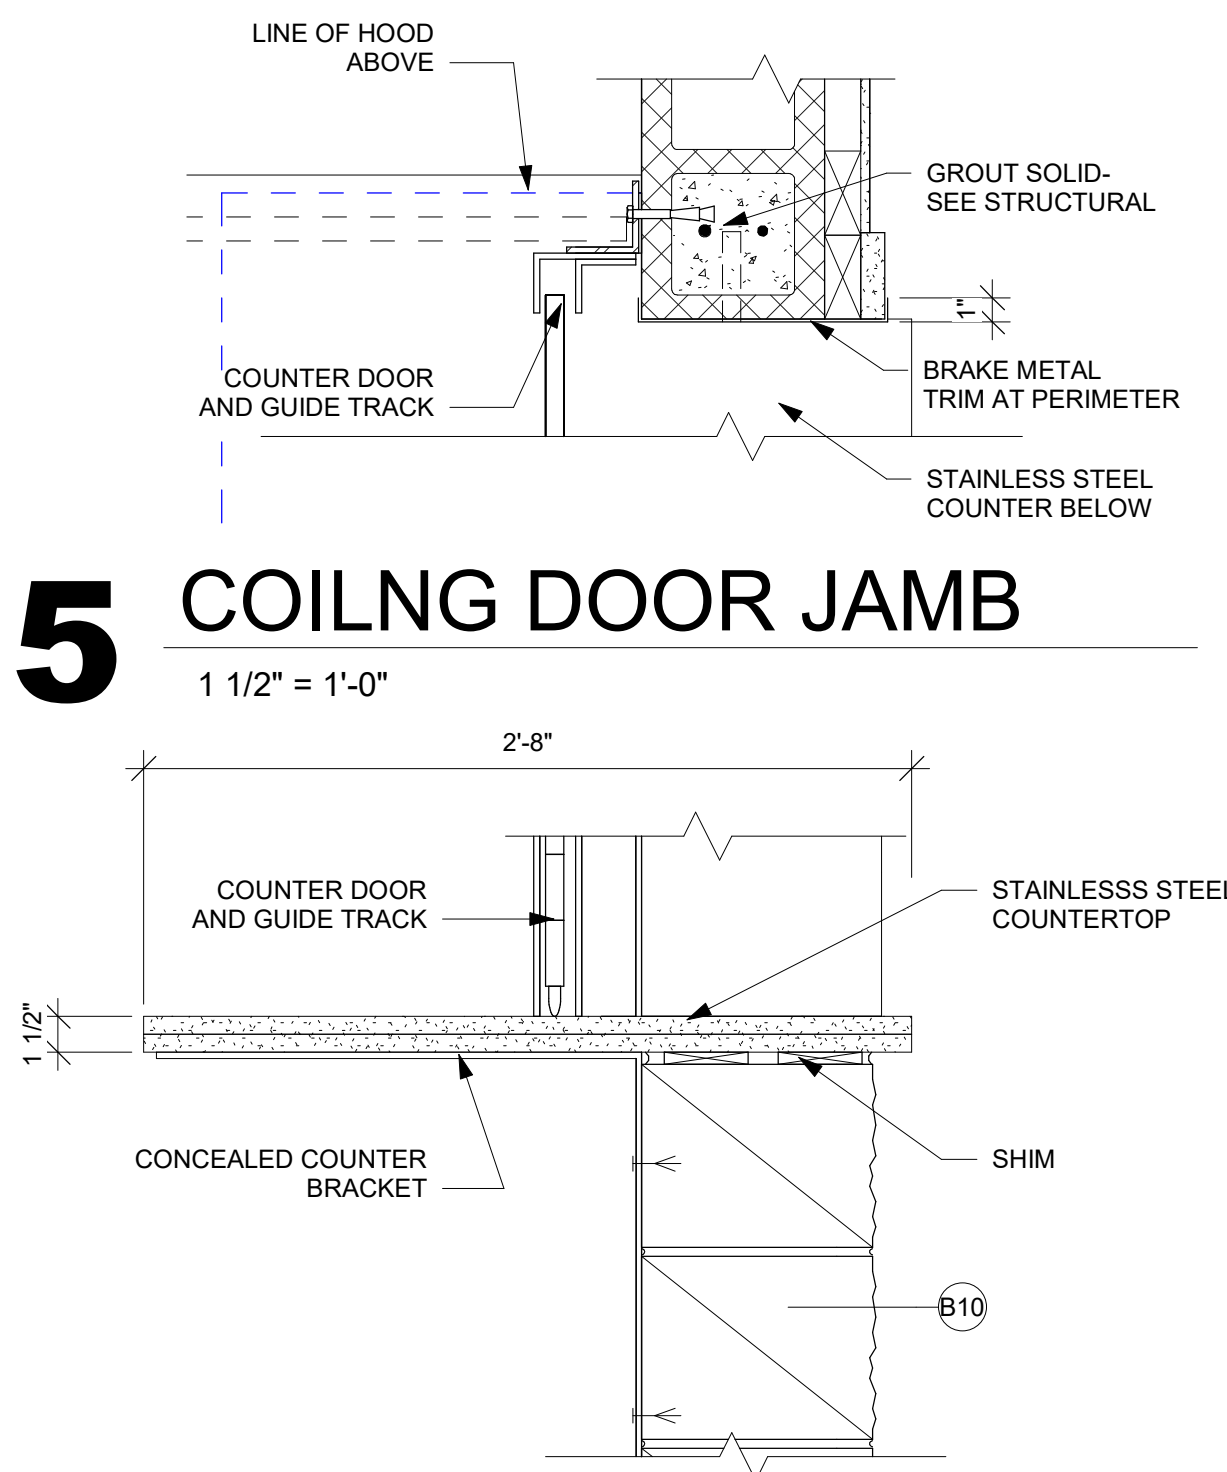 LINE OF HOOD
ABOVE
GROUT SOLID-
SEE STRUCTURAL
1"
COUNTER DOOR
AND GUIDE TRACK
BRAKE METAL
TRIM AT PERIMETER
STAINLESS STEEL
COUNTER BELOW
5
COILNG DOOR JAMB
1 1/2" = 1'-0"
2'-8"
COUNTER DOOR
AND GUIDE TRACK
STAINLESSS STEEL
COUNTERTOP
1 1/2"
CONCEALED COUNTER
BRACKET
SHIM
B10